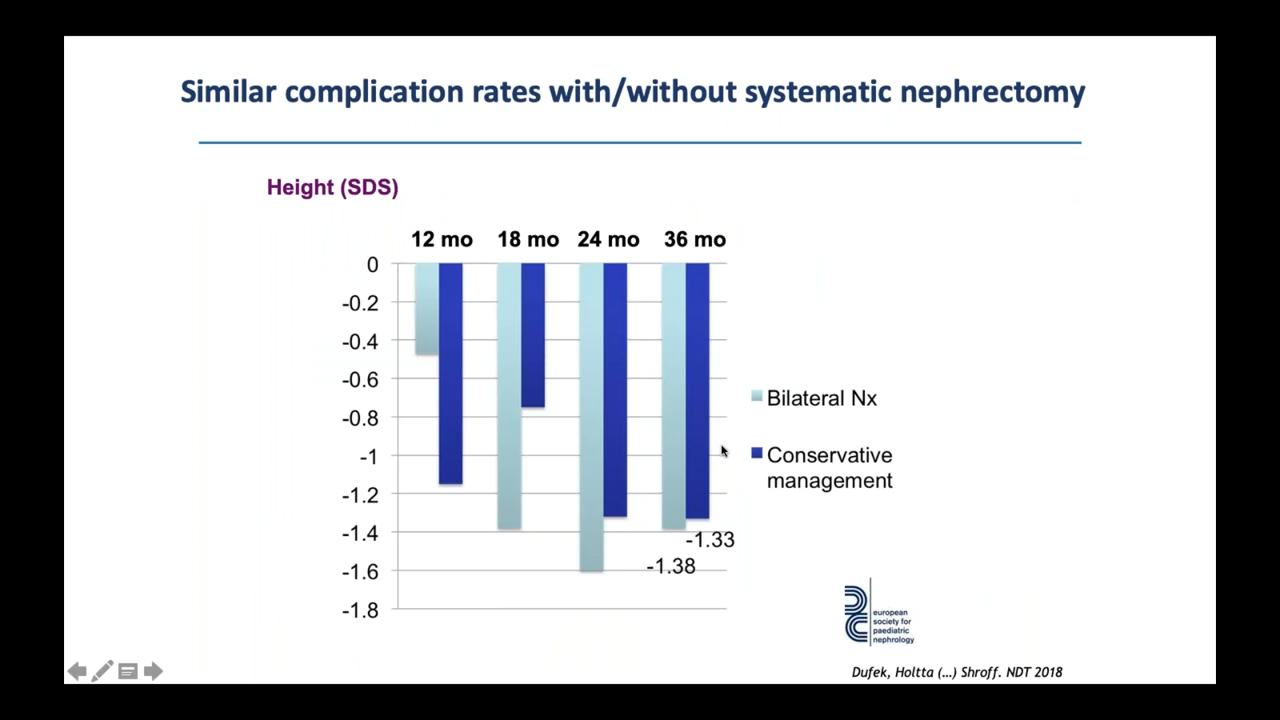 Similar complication rates with/without systematic nephrectomy
Height (SDS)
12 mo 18 mo 24 mo 36 mo
0
-0.2
-0.4
-0.6
-0.8
-1
-1.2
-1.4
-1.6
-1.8
-1.33
-1.38
Bilateral Nx
Conservative
management
european
society for
paediatric
nephrology
Dufek, Holtta (...) Shroff. NDT 2018